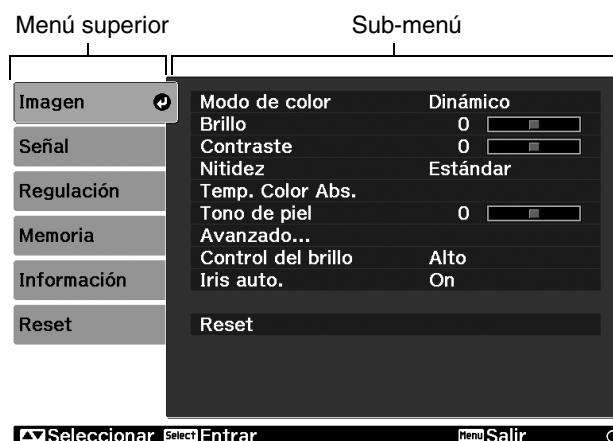 Menú superior
Sub-menú
Imagen
Señal
Regulación
Memoria
Información
Reset
Modo de color Dinámico
Brillo 0
Contraste 0
Nitidez Estándar
Temp. Color Abs.
Tono de piel 0
Avanzado...
Control del brillo Alto
Iris auto. On
Reset
Seleccionar Select Entrar Menu Salir